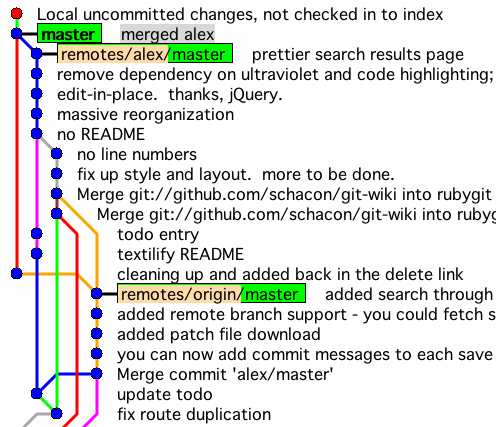 Local uncommitted changes, not checked in to index
master merged alex
remotes/alex/master prettier search results page
remove dependency on ultraviolet and code highlighting;
edit-in-place. thanks, jQuery.
massive reorganization
no README
no line numbers
fix up style and layout. more to be done.
Merge git://github.com/schacon/git-wiki into rubygit
Merge git://github.com/schacon/git-wiki into ruby
todo entry
textilify README
cleaning up and added back in the delete link
remotes/origin/master added search through
added remote branch support - you could fetch s
added patch file download
you can now add commit messages to each save
Merge commit 'alex/master'
update todo
fix route duplication